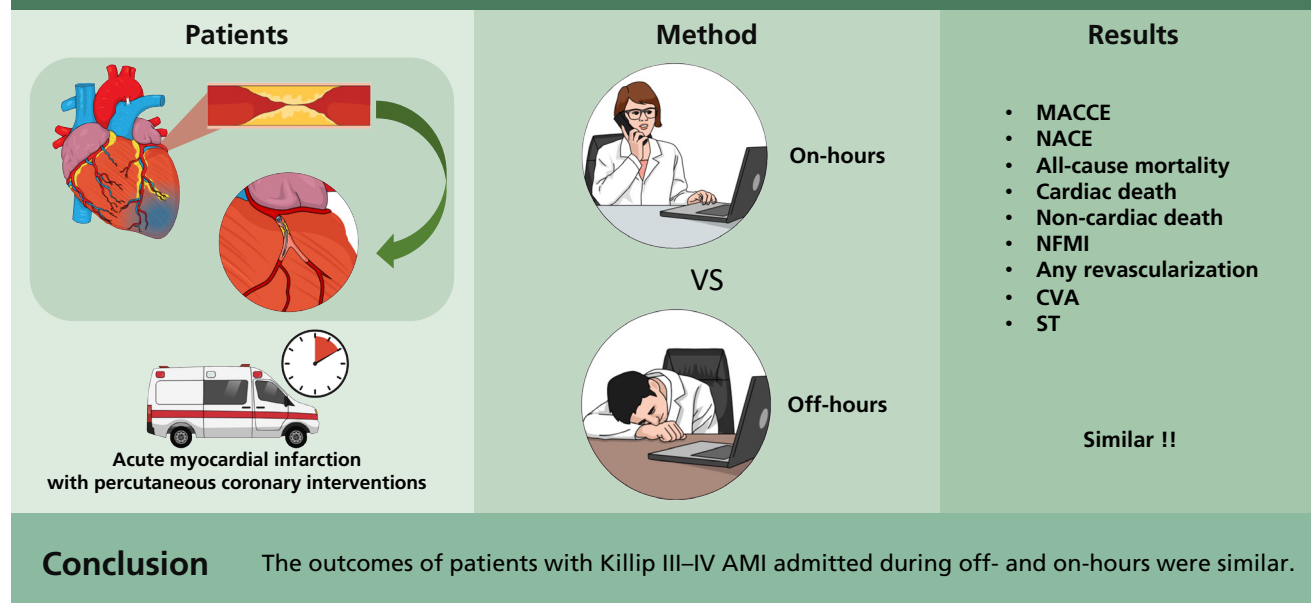 Patients
Acute myocardial infarction
with percutaneous coronary interventions
Method
On-hours
VS
Off-hours
Results
• MACCE
• NACE
• All-cause mortality
• Cardiac death
• Non-cardiac death
• NFMI
• Any revascularization
• CVA
• ST
Similar !!
Conclusion The outcomes of patients with Killip III–IV AMI admitted during off- and on-hours were similar.